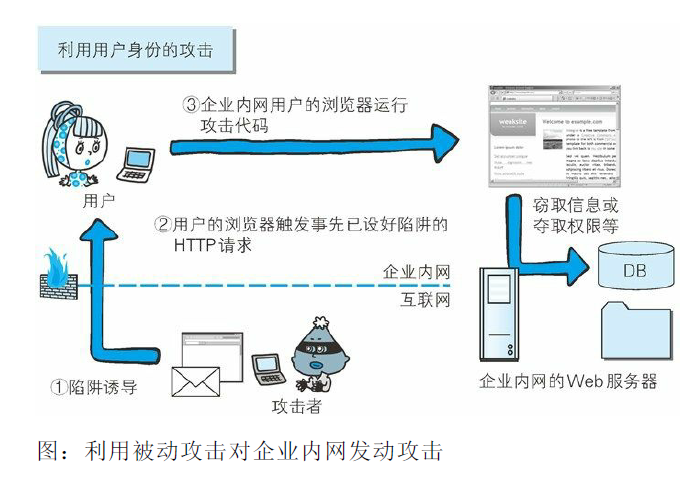 利用用户身份的攻击
③企业内网用户的浏览器运行
攻击代码
weaksite
Welcome to example.com
用户
②用户的浏览器触发事先已设好陷阱的
HTTP请求
窃取信息或
夺取权限等
企业内网
互联网
DB
①陷阱诱导
攻击者
企业内网的Web服务器
图：利用被动攻击对企业内网发动攻击